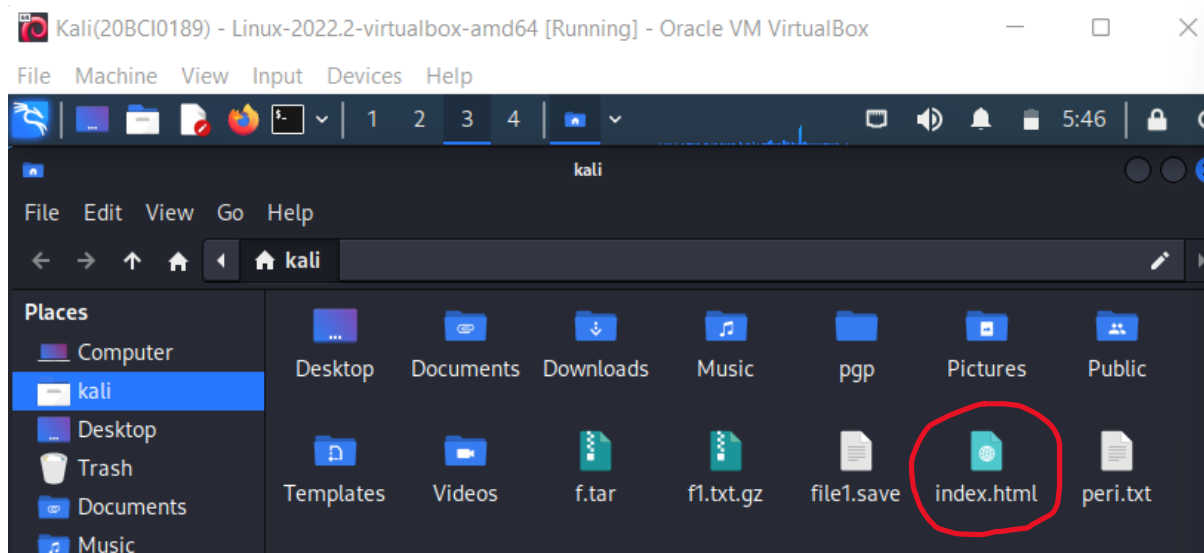 Kali(20BCI0189) - Linux-2022.2-virtualbox-amd64 [Running] - Oracle VM VirtualBox
File Machine View Input Devices Help
1 2 3 4 5:46
kali
File Edit View Go Help
kali
Places
Computer
kali
Desktop
Trash
Documents
Music
Desktop Documents Downloads Music pgp Pictures Public
Templates Videos f.tar f1.txt.gz file1.save index.html peri.txt